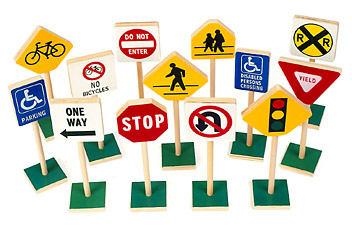 DO NOT
ENTER
NO
BICYCLES
DISABLED
PERSONS
CROSSING
R R
YIELD
PARKING
ONE
WAY
STOP